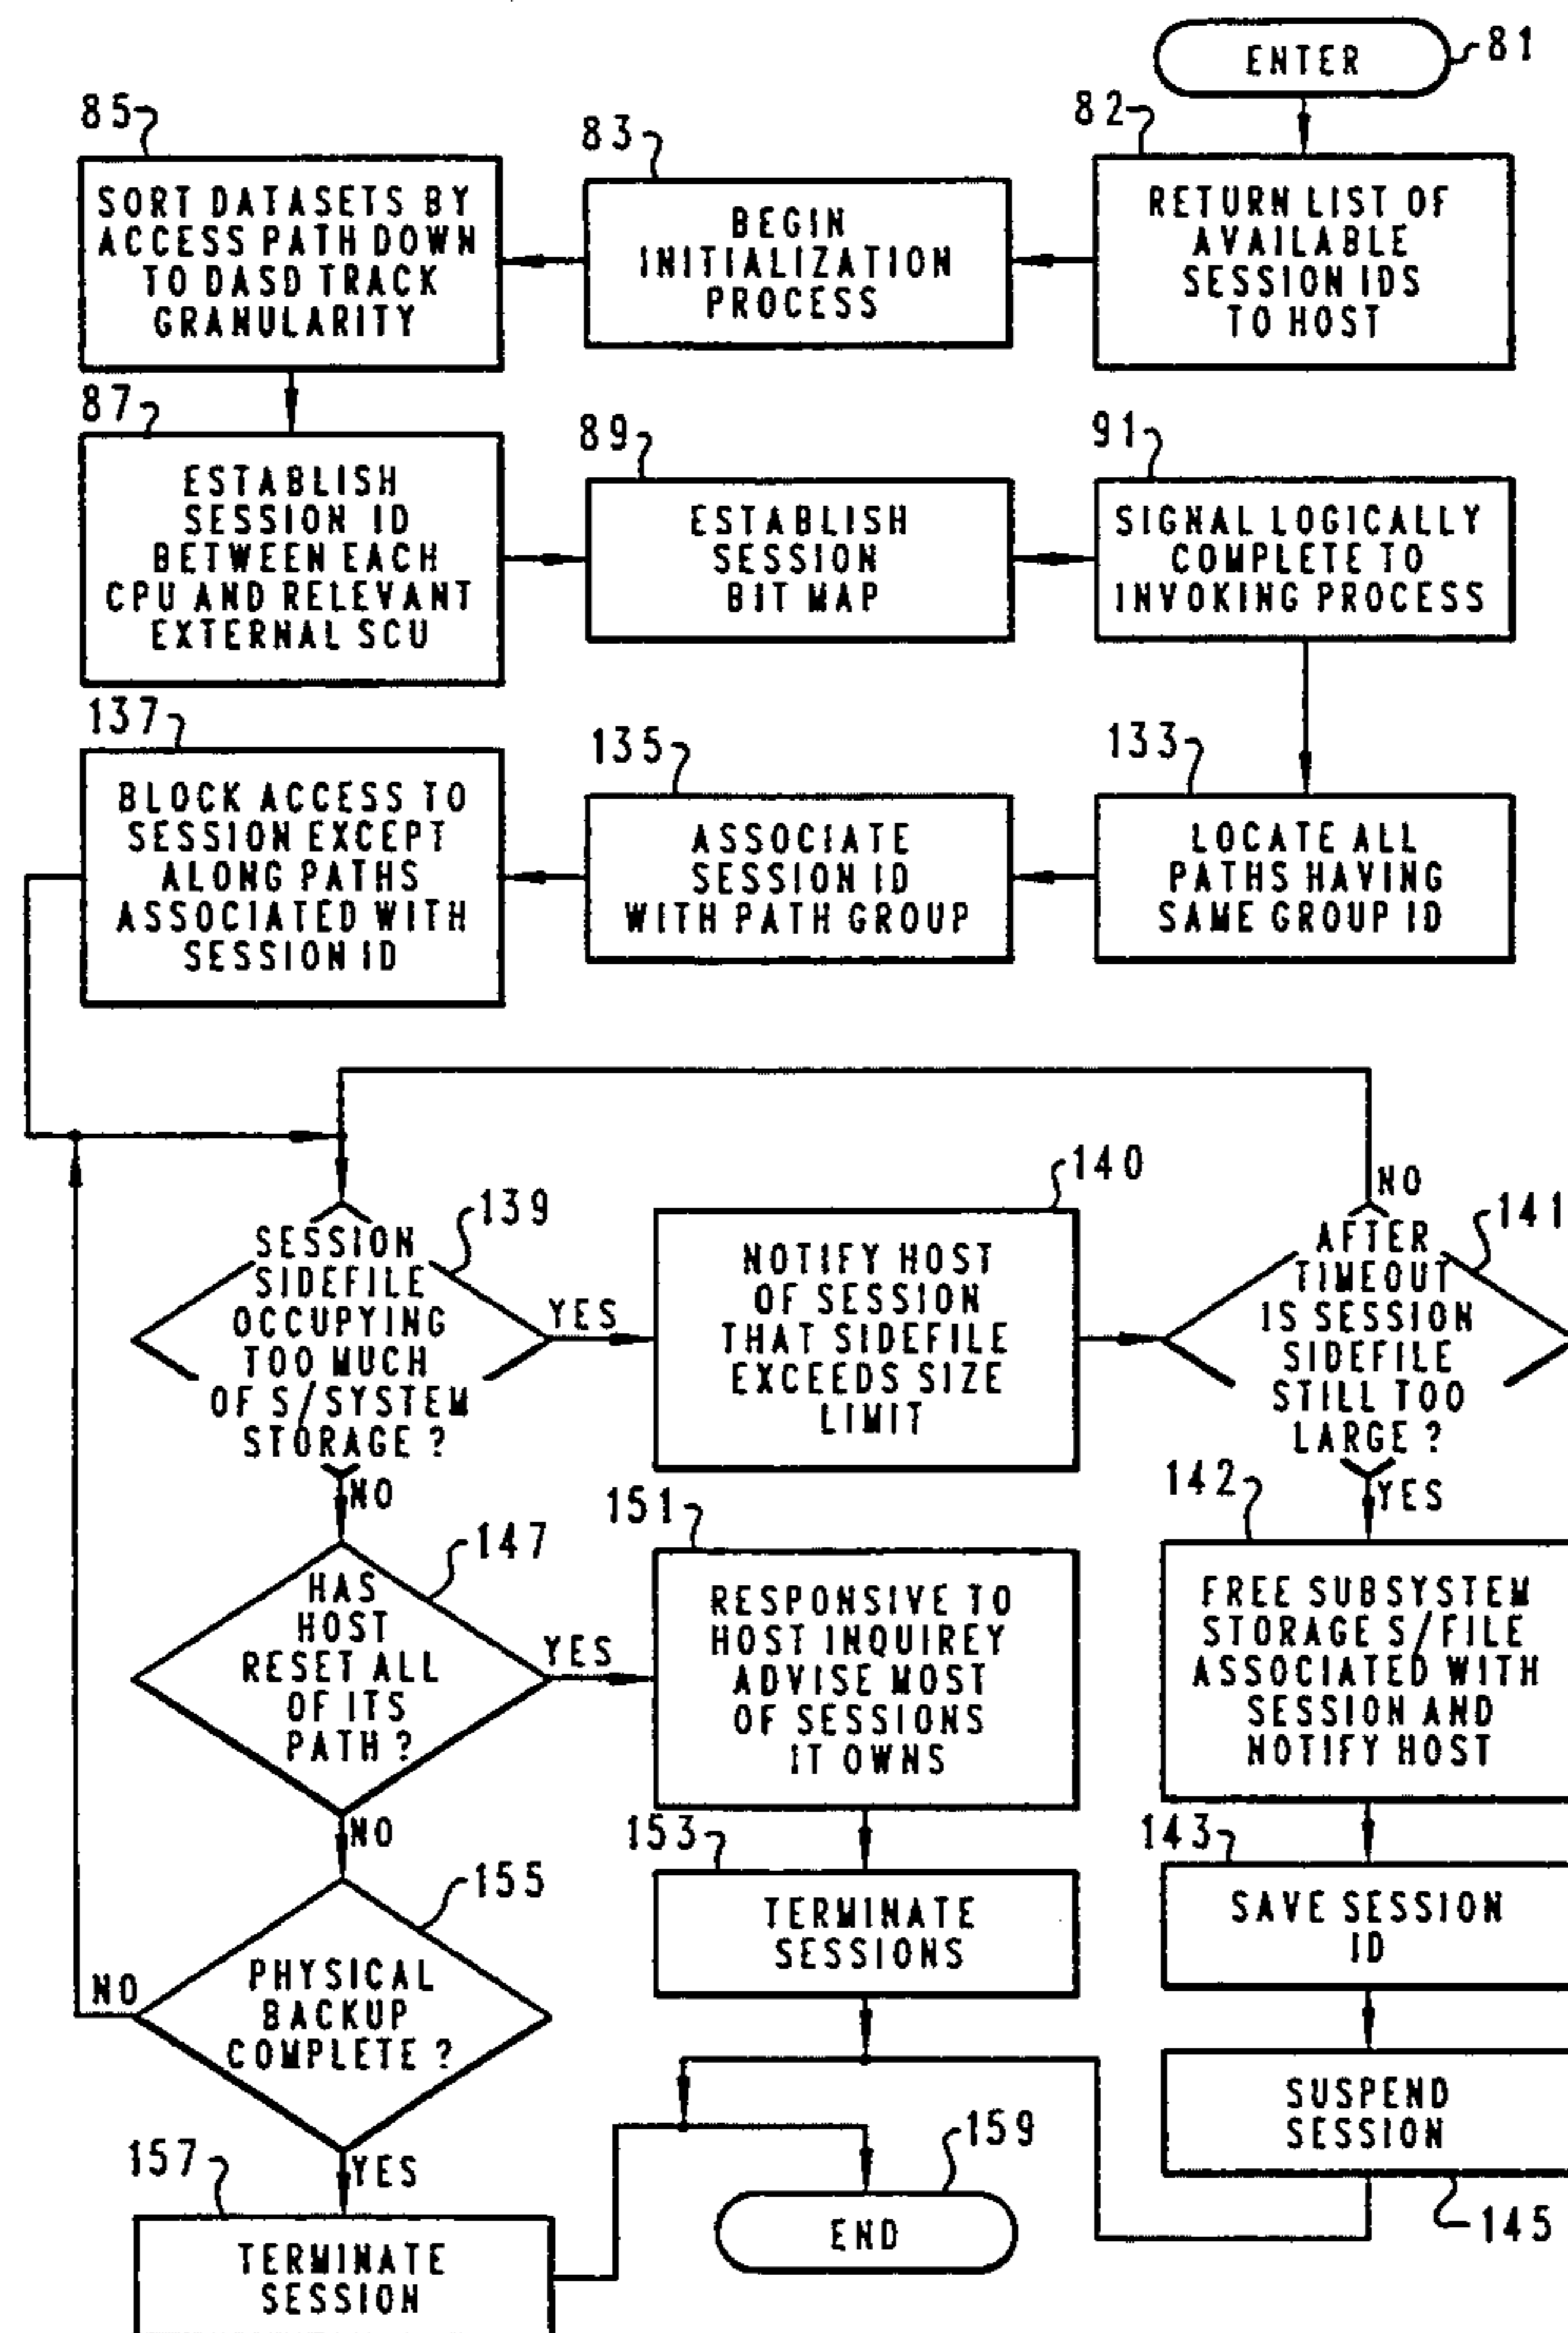 ENTER
81
82
RETURN LIST OF
AVAILABLE
SESSION IDS
TO HOST
83
BEGIN
INITIALIZATION
PROCESS
85
SORT DATASETS BY
ACCESS PATH DOWN
TO DASD TRACK
GRANULARITY
87
ESTABLISH
SESSION ID
BETWEEN EACH
CPU AND RELEVANT
EXTERNAL SCU
89
ESTABLISH
SESSION
BIT MAP
91
SIGNAL LOGICALLY
COMPLETE TO
INVOKING PROCESS
133
LOCATE ALL
PATHS HAVING
SAME GROUP ID
135
ASSOCIATE
SESSION ID
WITH PATH GROUP
137
BLOCK ACCESS TO
SESSION EXCEPT
ALONG PATHS
ASSOCIATED WITH
SESSION ID
139
SESSION
SIDEFILE
OCCUPYING
TOO MUCH
OF S/SYSTEM
STORAGE ?
YES
NO
140
NOTIFY HOST
OF SESSION
THAT SIDEFILE
EXCEEDS SIZE
LIMIT
NO
141
AFTER
TIMEOUT
IS SESSION
SIDEFILE
STILL TOO
LARGE ?
YES
142
FREE SUBSYSTEM
STORAGE S/FILE
ASSOCIATED WITH
SESSION AND
NOTIFY HOST
143
SAVE SESSION
ID
SUSPEND
SESSION
145
147
HAS
HOST
RESET ALL
OF ITS
PATH ?
YES
NO
151
RESPONSIVE TO
HOST INQUIREY
ADVISE MOST
OF SESSIONS
IT OWNS
153
TERMINATE
SESSIONS
155
PHYSICAL
BACKUP
COMPLETE ?
NO
YES
157
TERMINATE
SESSION
159
END